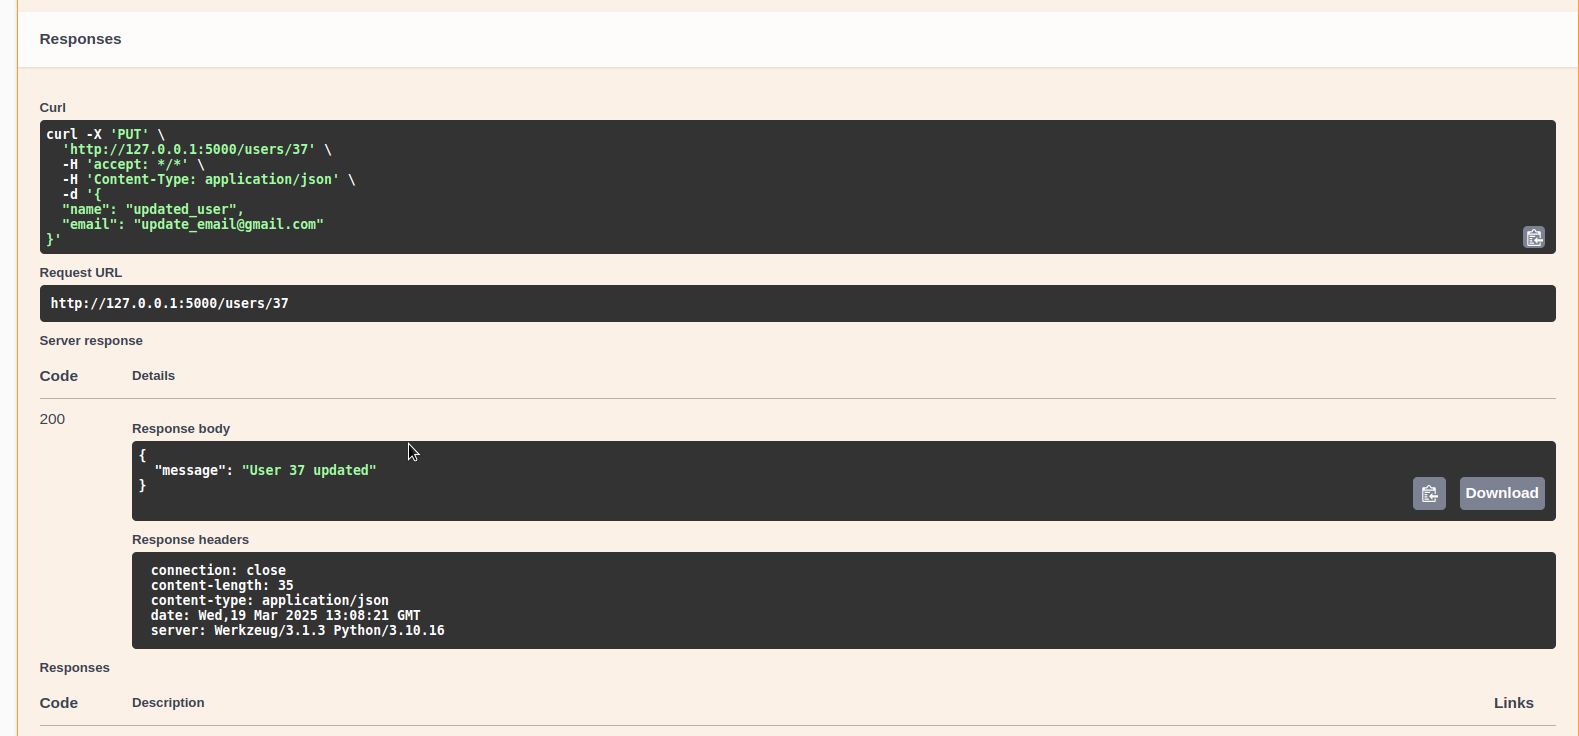 Responses
Curl
curl -X 'PUT' \
  'http://127.0.0.1:5000/users/37' \
  -H 'accept: */*' \
  -H 'Content-Type: application/json' \
  -d '{
  "name": "updated_user",
  "email": "update_email@gmail.com"
}'
Request URL
http://127.0.0.1:5000/users/37
Server response
Code Details
200
Response body
{
  "message": "User 37 updated"
}
Download
Response headers
connection: close
content-length: 35
content-type: application/json
date: Wed,19 Mar 2025 13:08:21 GMT
server: Werkzeug/3.1.3 Python/3.10.16
Responses
Code Description Links